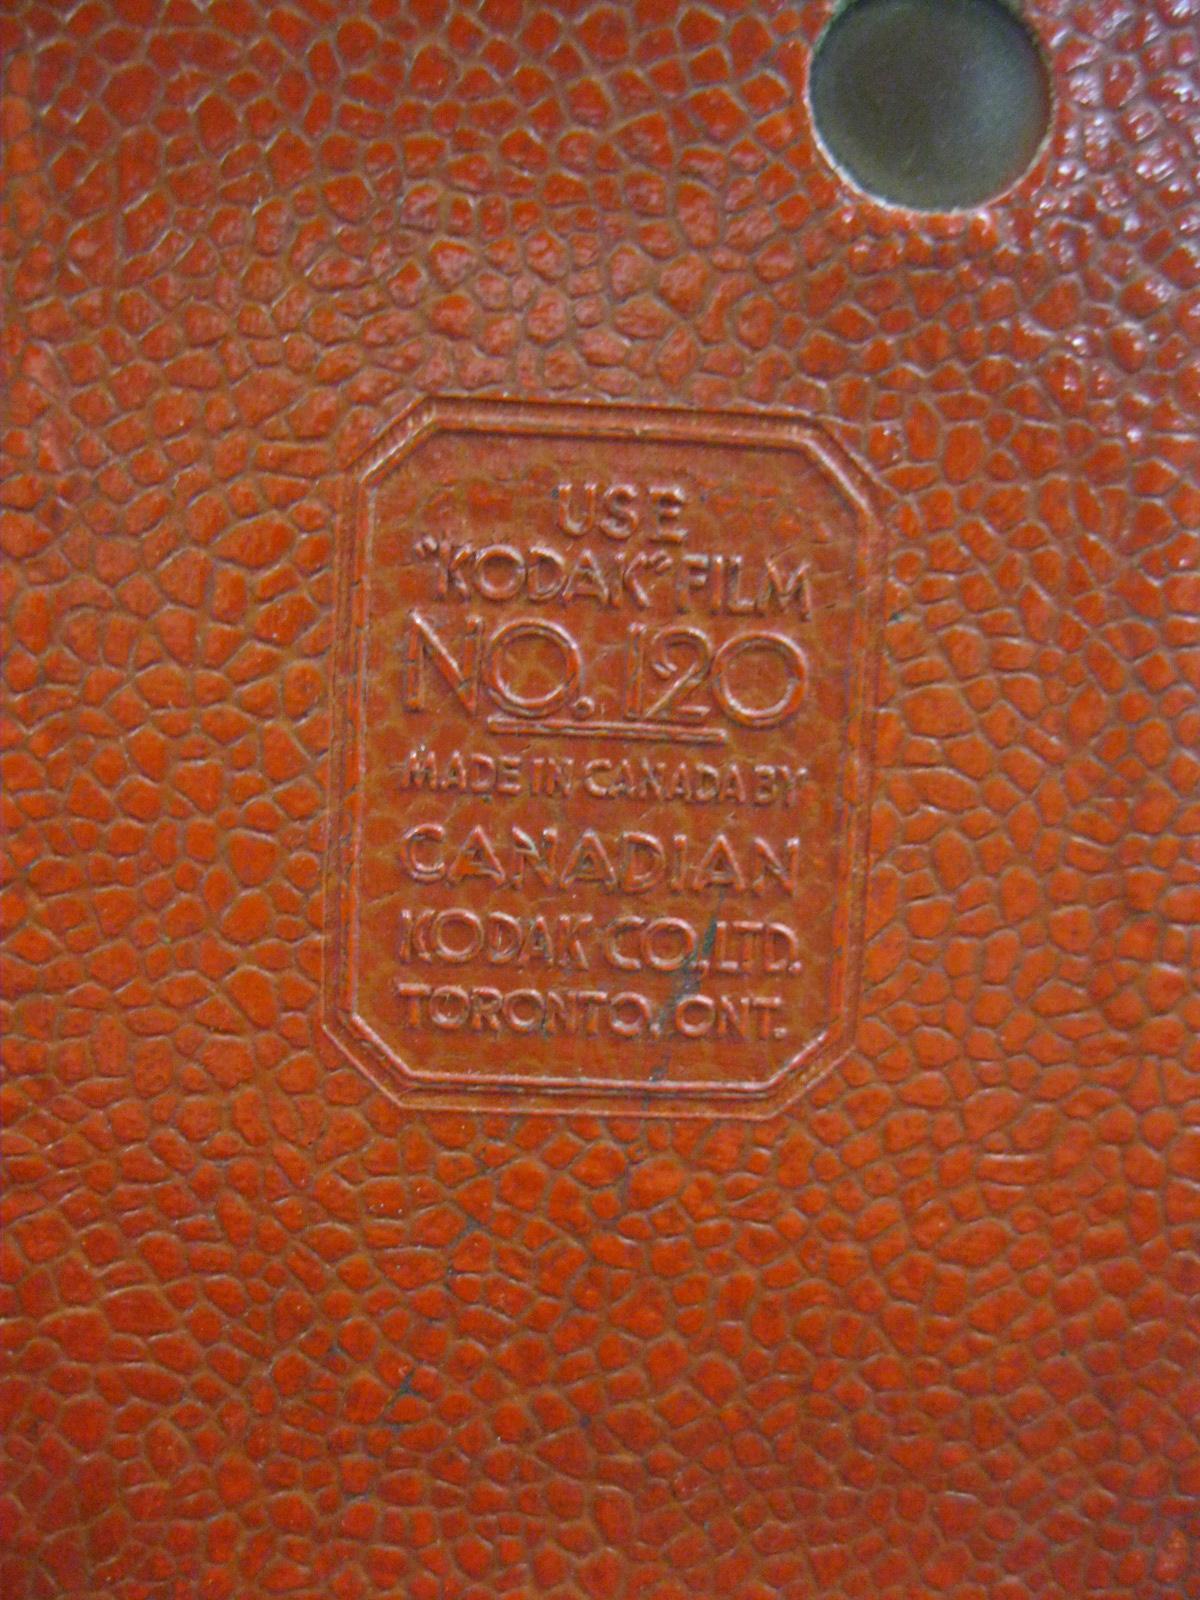 USE
"KODAK" FILM
NO. 120
MADE IN CANADA BY
CANADIAN
KODAK CO., LTD.
TORONTO, ONT.